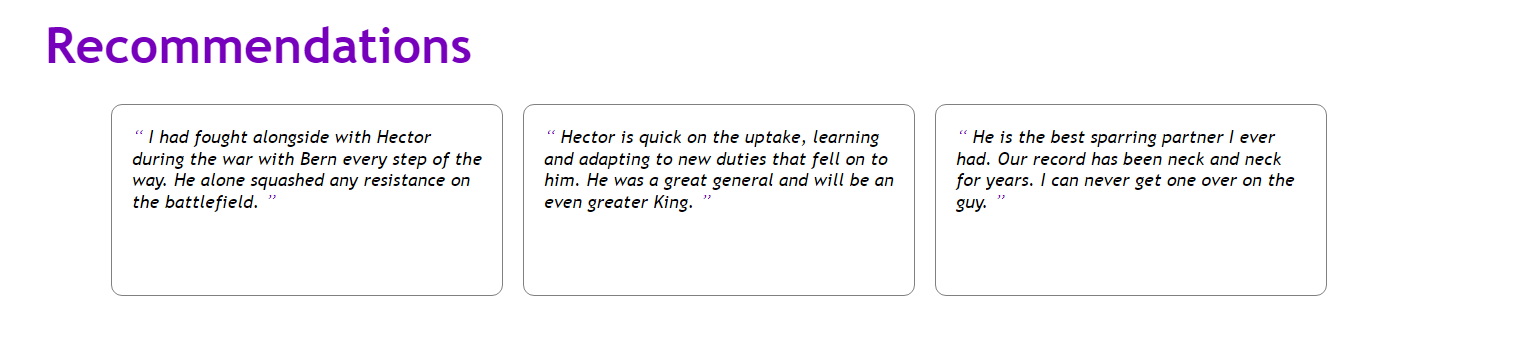 Recommendations
“ I had fought alongside with Hector
during the war with Bern every step of the
way. He alone squashed any resistance on
the battlefield. ”
“ Hector is quick on the uptake, learning
and adapting to new duties that fell on to
him. He was a great general and will be an
even greater King. ”
“ He is the best sparring partner I ever
had. Our record has been neck and neck
for years. I can never get one over on the
guy. ”